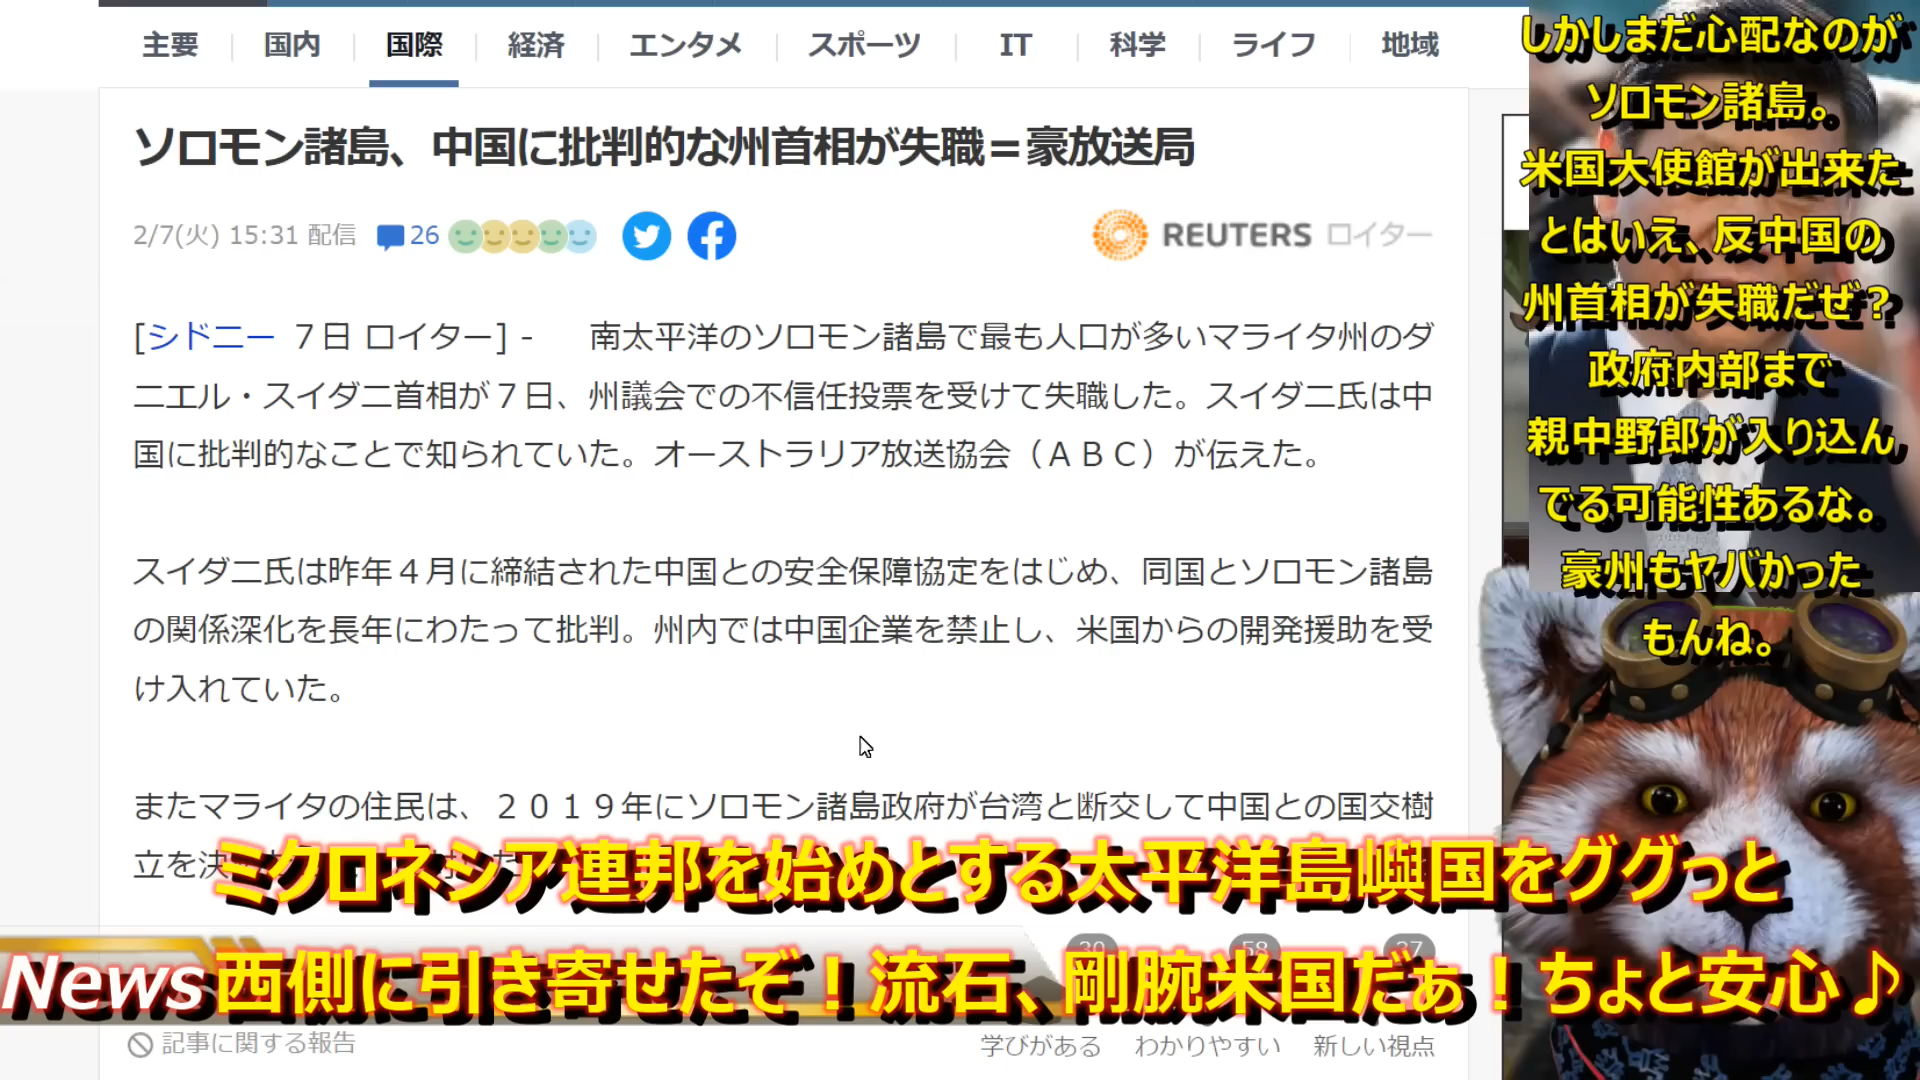 主要
国内
国際
経済
エンタメ
スポーツ
IT
科学
ライフ
地域
ソロモン諸島、中国に批判的な州首相が失職＝豪放送局
2/7(火) 15:31 配信
26
REUTERS ロイター
[シドニー ７日 ロイター] - 南太平洋のソロモン諸島で最も人口が多いマライタ州のダ
ニエル・スイダニ首相が７日、州議会での不信任投票を受けて失職した。スイダニ氏は中
国に批判的なことで知られていた。オーストラリア放送協会（ＡＢＣ）が伝えた。
スイダニ氏は昨年４月に締結された中国との安全保障協定をはじめ、同国とソロモン諸島
の関係深化を長年にわたって批判。州内では中国企業を禁止し、米国からの開発援助を受
け入れていた。
またマライタの住民は、２０１９年にソロモン諸島政府が台湾と断交して中国との国交樹
立を決
しかしまだ心配なのが
ソロモン諸島。
米国大使館が出来た
とはいえ、反中国の
州首相が失職だぜ？
政府内部まで
親中野郎が入り込ん
でる可能性あるな。
豪州もヤバかった
もんね。
ミクロネシア連邦を始めとする太平洋島嶼国をググっと
News
西側に引き寄せたぞ！流石、剛腕米国だぁ！ちょと安心♪
30
58
37
記事に関する報告
学びがある
わかりやすい
新しい視点